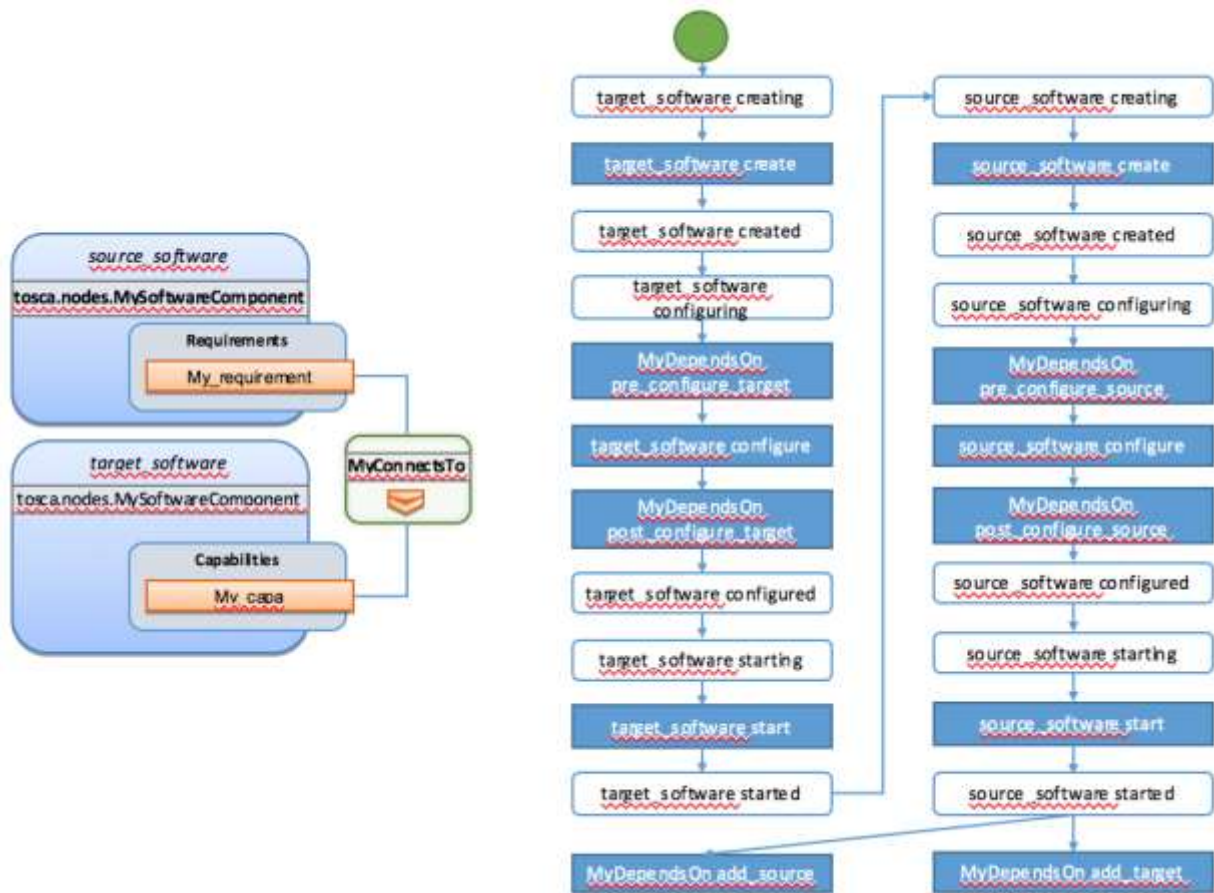 source_software
tosca.nodes.MySoftwareComponent
Requirements
My_requirement
target_software
tosca.nodes.MySoftwareComponent
Capabilities
My_capa
MyConnectsTo
target_software creating
target_software create
target_software created
target_software
configuring
MyDependsOn
pre_configure_target
target_software configure
MyDependsOn
post_configure_target
target_software configured
target_software starting
target_software start
target_software started
MyDependsOn add_source
source_software creating
source_software create
source_software created
source_software configuring
MyDependsOn
pre_configure_source
source_software configure
MyDependsOn
post_configure_source
source_software configured
source_software starting
source_software start
source_software started
MyDependsOn add_target